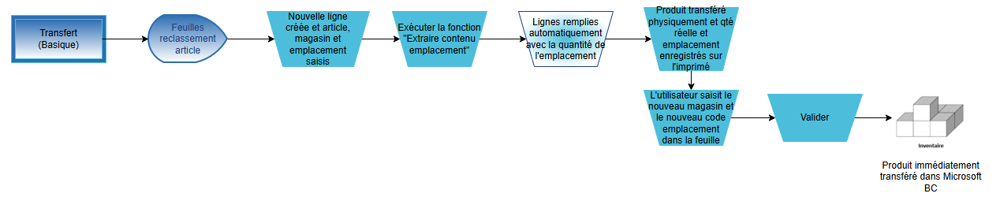 Transfert
(Basique)
Feuilles
reclassement
article
Nouvelle ligne
créée et article,
magasin et
emplacement
saisis
Exécuter la fonction
"Extraire contenu
emplacement"
Lignes remplies
automatiquement
avec la quantité de
l'emplacement
Produit transféré
physiquement et qté
réelle et
emplacement
enregistrés sur
l'imprimé
L'utilisateur saisit le
nouveau magasin et
le nouveau code
emplacement
dans la feuille
Valider
Inventaire
Produit immédiatement
transféré dans Microsoft
BC